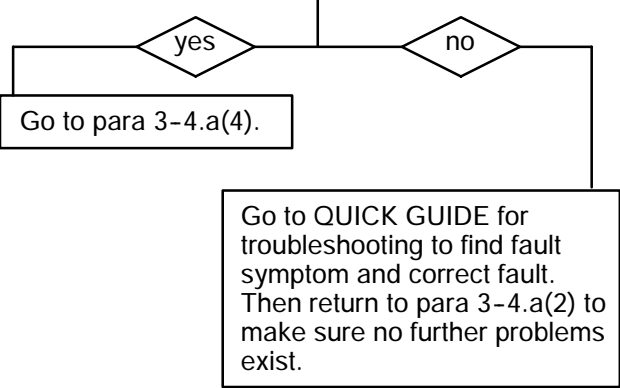 yes
no
Go to para 3-4.a(4).
Go to QUICK GUIDE for
troubleshooting to find fault
symptom and correct fault.
Then return to para 3-4.a(2) to
make sure no further problems
exist.